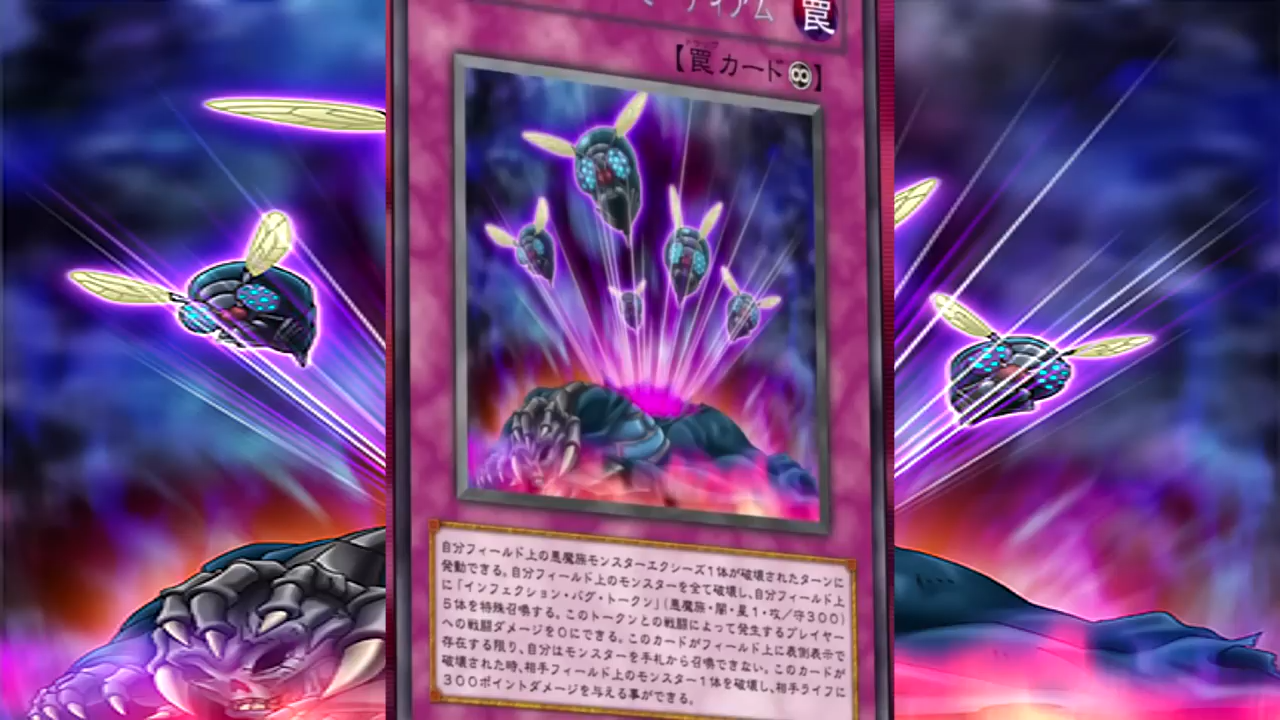 ディアム 罠
【罠カード∞】
自分フィールド上の悪魔族モンスターエクシーズ1体が破壊されたターンに
発動できる。自分フィールド上のモンスターを全て破壊し、自分フィールド上
に「インフェクション・バグ・トークン」(悪魔族・闇・星1・攻/守300)
5体を特殊召喚する。このトークンとの戦闘によって発生するプレイヤー
への戦闘ダメージを0にできる。このカードがフィールド上に表側表示で
存在する限り、自分はモンスターを手札から召喚できない。このカードが
破壊された時、相手フィールド上のモンスター1体を破壊し、相手ライフに
300ポイントダメージを与える事ができる。